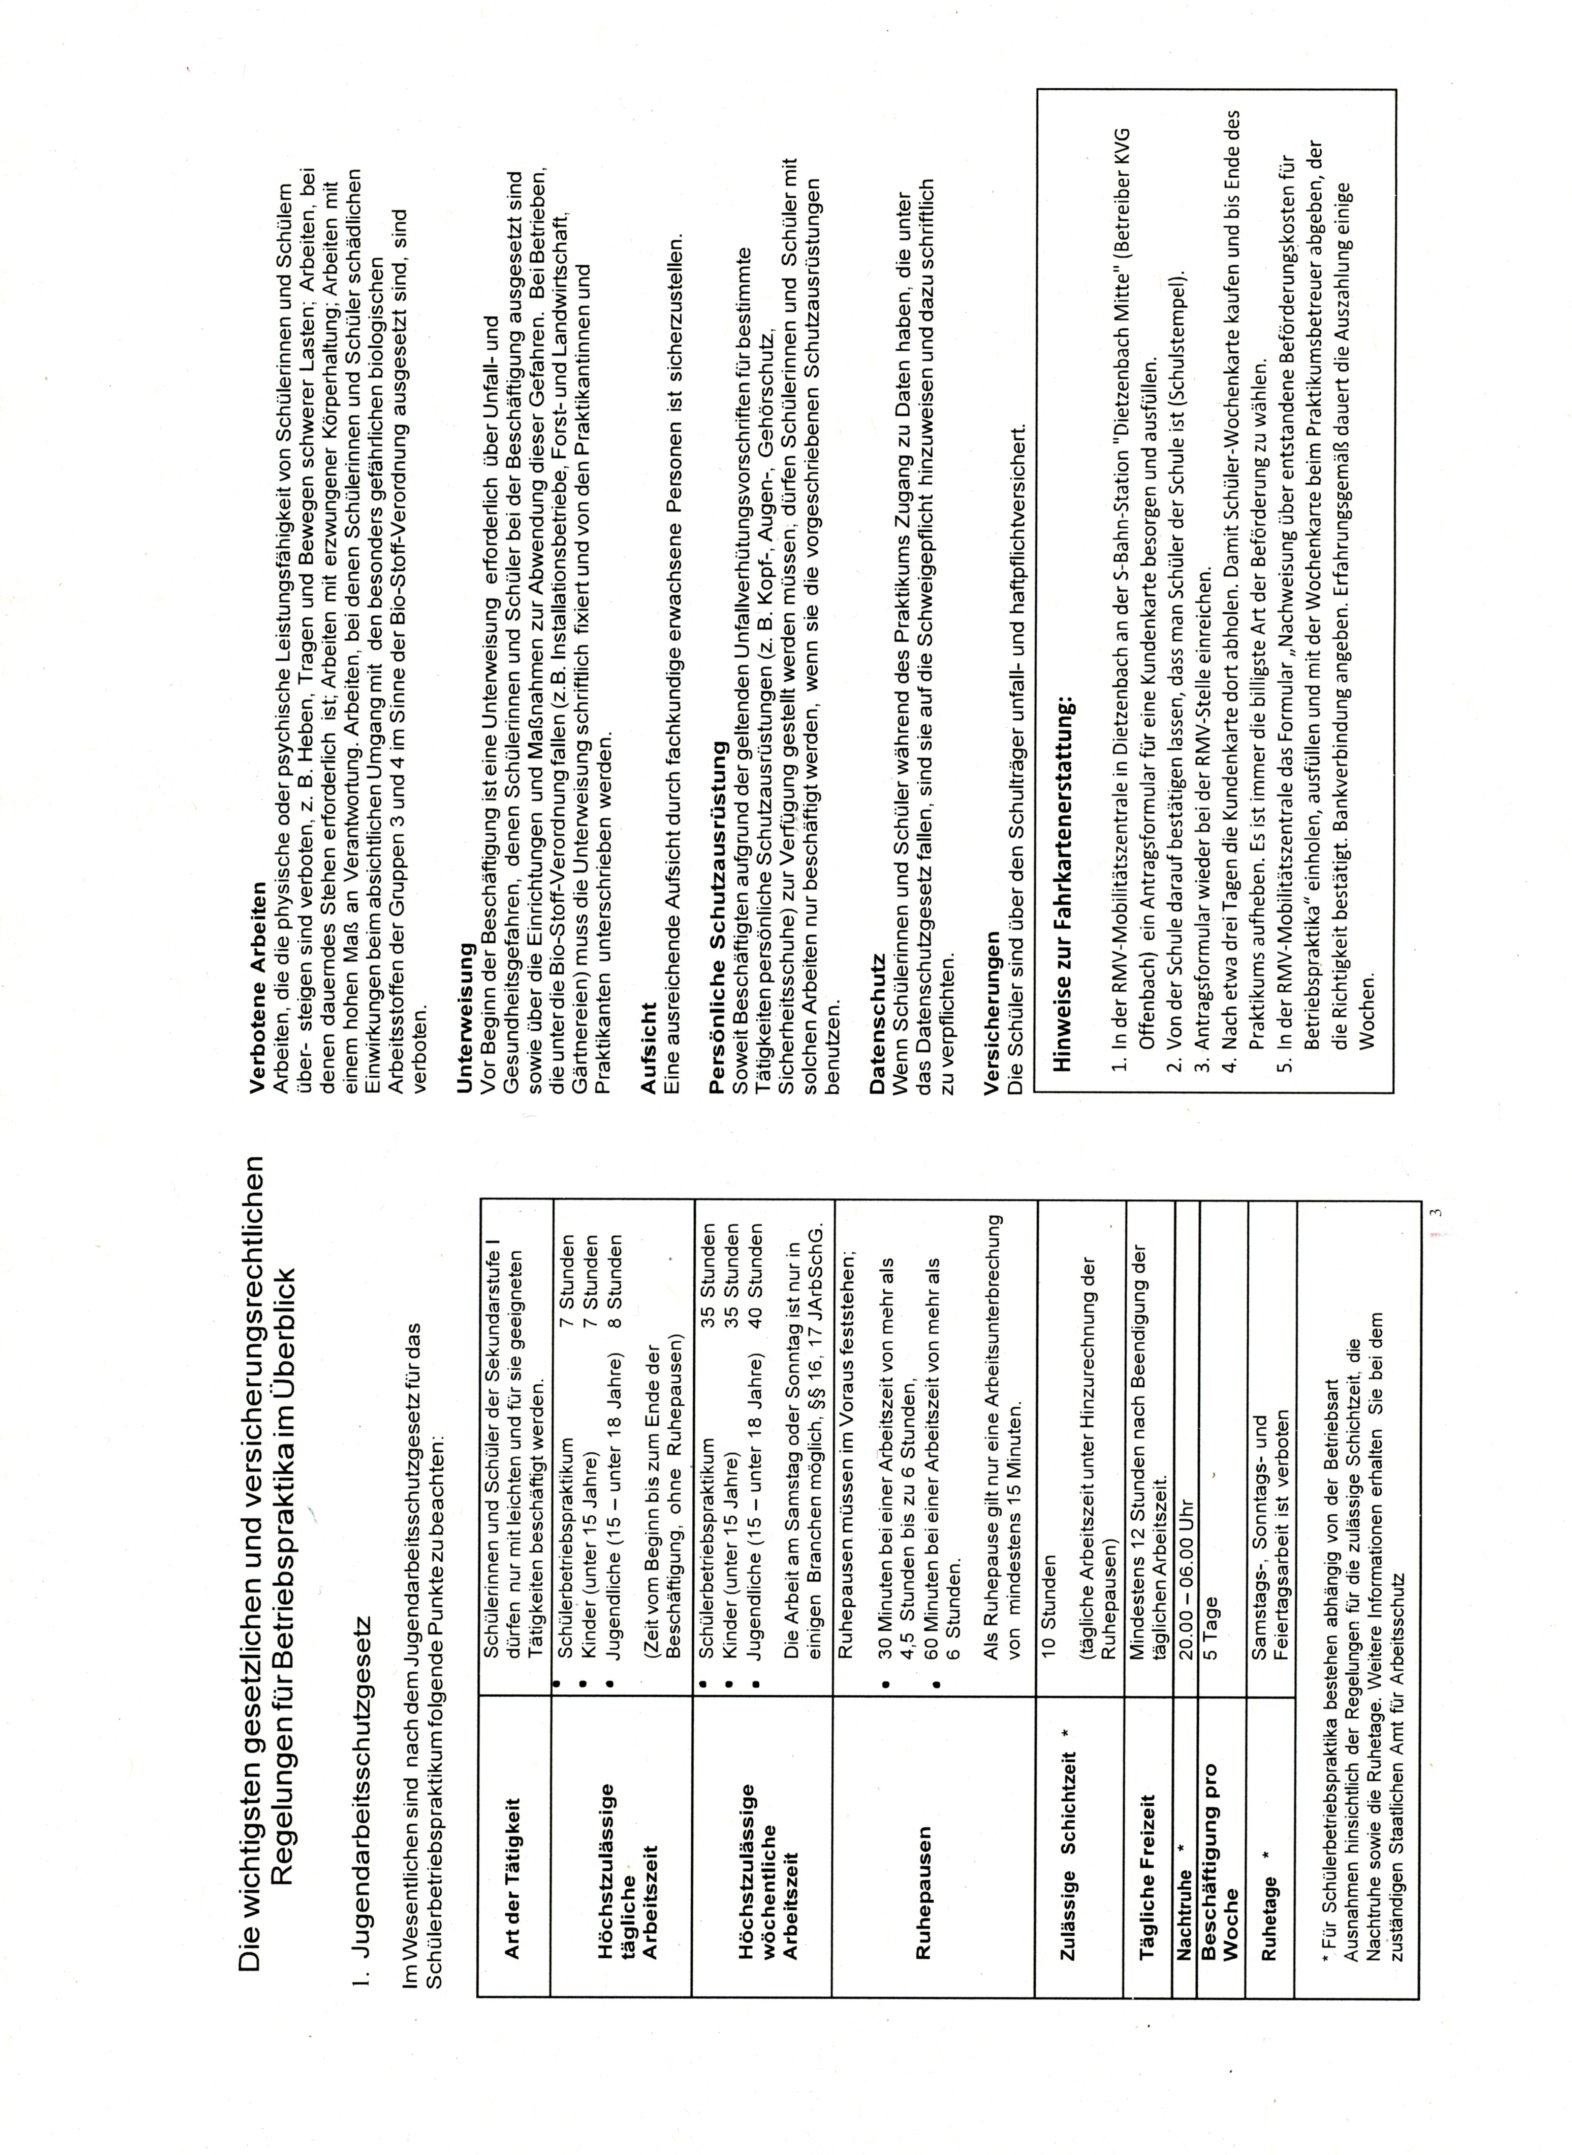 Die wichtigsten gesetzlichen und versicherungsrechtlichen
Regelungen für Betriebspraktika im Überblick
1. Jugendarbeitsschutzgesetz
Im Wesentlichen sind nach dem Jugendarbeitsschutzgesetz für das
Schülerbetriebspraktikum folgende Punkte zu beachten:
Art der Tätigkeit
Schülerinnen und Schüler der Sekundarstufe I
dürfen nur mit leichten und für sie geeigneten
Tätigkeiten beschäftigt werden.
Höchstzulässige
tägliche
Arbeitszeit
• Schülerbetriebspraktikum 7 Stunden
• Kinder (unter 15 Jahre) 7 Stunden
• Jugendliche (15 – unter 18 Jahre) 8 Stunden
(Zeit vom Beginn bis zum Ende der
Beschäftigung, ohne Ruhepausen)
Höchstzulässige
wöchentliche
Arbeitszeit
• Schülerbetriebspraktikum 35 Stunden
• Kinder (unter 15 Jahre) 35 Stunden
• Jugendliche (15 – unter 18 Jahre) 40 Stunden
Die Arbeit am Samstag oder Sonntag ist nur in
einigen Branchen möglich, §§ 16, 17 JArbSchG.
Ruhepausen
Ruhepausen müssen im Voraus feststehen;
• 30 Minuten bei einer Arbeitszeit von mehr als
4,5 Stunden bis zu 6 Stunden,
• 60 Minuten bei einer Arbeitszeit von mehr als
6 Stunden.
Als Ruhepause gilt nur eine Arbeitsunterbrechung
von mindestens 15 Minuten.
Zulässige Schichtzeit *
10 Stunden
(tägliche Arbeitszeit unter Hinzurechnung der
Ruhepausen)
Tägliche Freizeit
Mindestens 12 Stunden nach Beendigung der
täglichen Arbeitszeit.
Nachtruhe *
20.00 – 06.00 Uhr
Beschäftigung pro
Woche
5 Tage
Ruhetage *
Samstags-, Sonntags- und
Feiertagsarbeit ist verboten
* Für Schülerbetriebspraktika bestehen abhängig von der Betriebsart
Ausnahmen hinsichtlich der Regelungen für die zulässige Schichtzeit, die
Nachtruhe sowie die Ruhetage. Weitere Informationen erhalten Sie bei dem
zuständigen Staatlichen Amt für Arbeitsschutz
3
Verbotene Arbeiten
Arbeiten, die die physische oder psychische Leistungsfähigkeit von Schülerinnen und Schülern
über- steigen sind verboten, z. B. Heben, Tragen und Bewegen schwerer Lasten; Arbeiten, bei
denen dauerndes Stehen erforderlich ist; Arbeiten mit erzwungener Körperhaltung; Arbeiten mit
einem hohen Maß an Verantwortung. Arbeiten, bei denen Schülerinnen und Schüler schädlichen
Einwirkungen beim absichtlichen Umgang mit den besonders gefährlichen biologischen
Arbeitsstoffen der Gruppen 3 und 4 im Sinne der Bio-Stoff-Verordnung ausgesetzt sind, sind
verboten.
Unterweisung
Vor Beginn der Beschäftigung ist eine Unterweisung erforderlich über Unfall- und
Gesundheitsgefahren, denen Schülerinnen und Schüler bei der Beschäftigung ausgesetzt sind
sowie über die Einrichtungen und Maßnahmen zur Abwendung dieser Gefahren. Bei Betrieben,
die unter die Bio-Stoff-Verordnung fallen (z.B. Installationsbetriebe, Forst- und Landwirtschaft,
Gärtnereien) muss die Unterweisung schriftlich fixiert und von den Praktikantinnen und
Praktikanten unterschrieben werden.
Aufsicht
Eine ausreichende Aufsicht durch fachkundige erwachsene Personen ist sicherzustellen.
Persönliche Schutzausrüstung
Soweit Beschäftigten aufgrund der geltenden Unfallverhütungsvorschriften für bestimmte
Tätigkeiten persönliche Schutzausrüstungen (z. B. Kopf-, Augen-, Gehörschutz,
Sicherheitsschuhe) zur Verfügung gestellt werden müssen, dürfen Schülerinnen und Schüler mit
solchen Arbeiten nur beschäftigt werden, wenn sie die vorgeschriebenen Schutzausrüstungen
benutzen.
Datenschutz
Wenn Schülerinnen und Schüler während des Praktikums Zugang zu Daten haben, die unter
das Datenschutzgesetz fallen, sind sie auf die Schweigepflicht hinzuweisen und dazu schriftlich
zu verpflichten.
Versicherungen
Die Schüler sind über den Schulträger unfall- und haftpflichtversichert.
Hinweise zur Fahrkartenerstattung:
1. In der RMV-Mobilitätszentrale in Dietzenbach an der S-Bahn-Station "Dietzenbach Mitte" (Betreiber KVG
Offenbach) ein Antragsformular für eine Kundenkarte besorgen und ausfüllen.
2. Von der Schule darauf bestätigen lassen, dass man Schüler der Schule ist (Schulstempel).
3. Antragsformular wieder bei der RMV-Stelle einreichen.
4. Nach etwa drei Tagen die Kundenkarte dort abholen. Damit Schüler-Wochenkarte kaufen und bis Ende des
Praktikums aufheben. Es ist immer die billigste Art der Beförderung zu wählen.
5. In der RMV-Mobilitätszentrale das Formular „Nachweisung über entstandene Beförderungskosten für
Betriebspraktika“ einholen, ausfüllen und mit der Wochenkarte beim Praktikumsbetreuer abgeben, der
die Richtigkeit bestätigt. Bankverbindung angeben. Erfahrungsgemäß dauert die Auszahlung einige
Wochen.